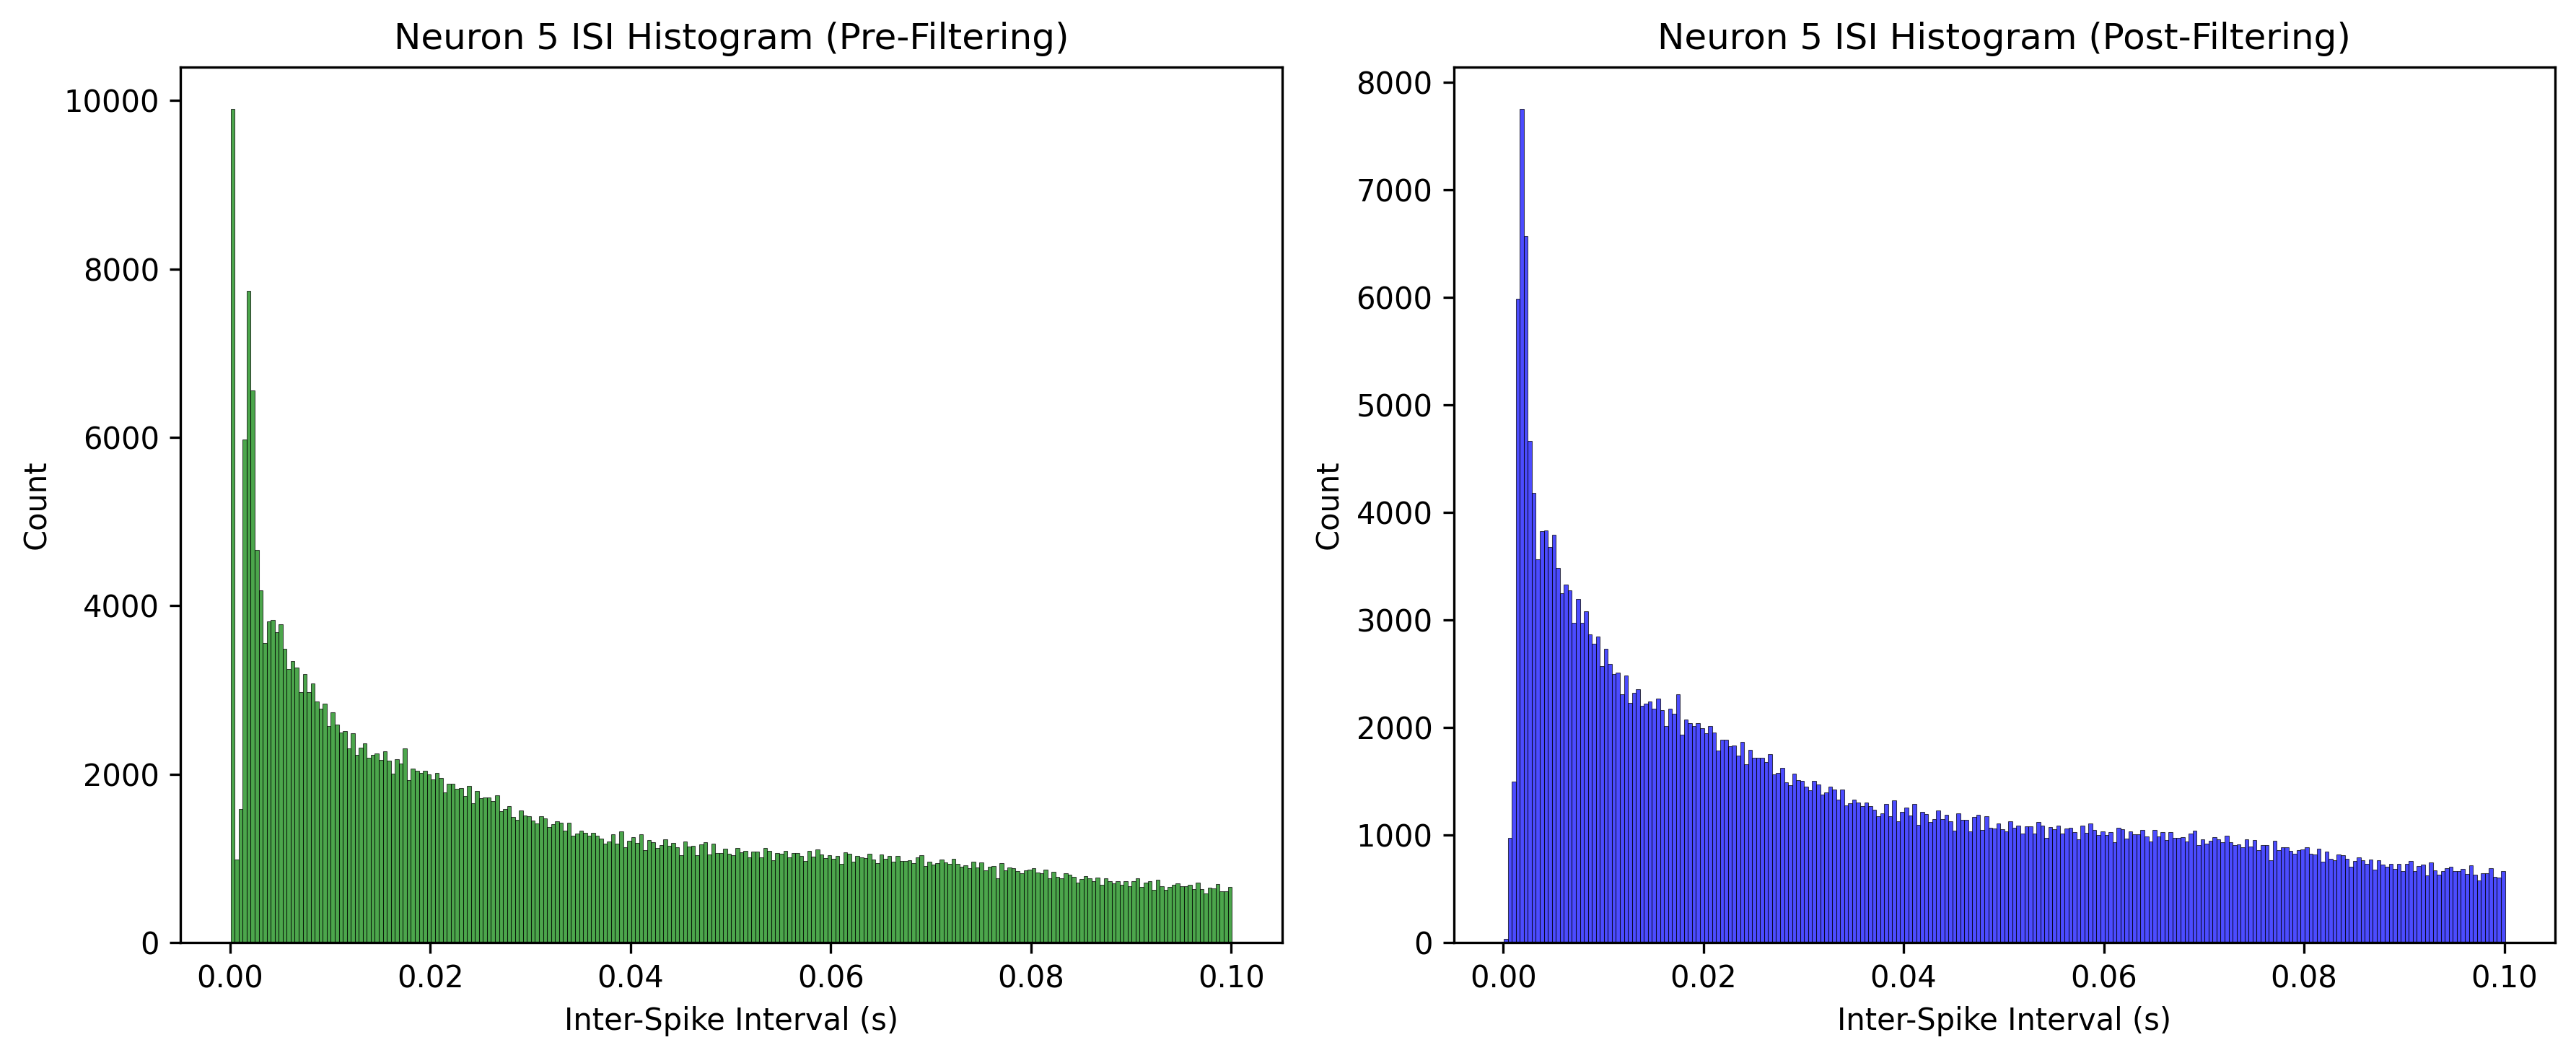 Neuron 5 ISI Histogram (Pre-Filtering)
10000
8000
6000
4000
2000
0
Count
0.00 0.02 0.04 0.06 0.08 0.10
Inter-Spike Interval (s)
Neuron 5 ISI Histogram (Post-Filtering)
8000
7000
6000
5000
4000
3000
2000
1000
0
Count
0.00 0.02 0.04 0.06 0.08 0.10
Inter-Spike Interval (s)